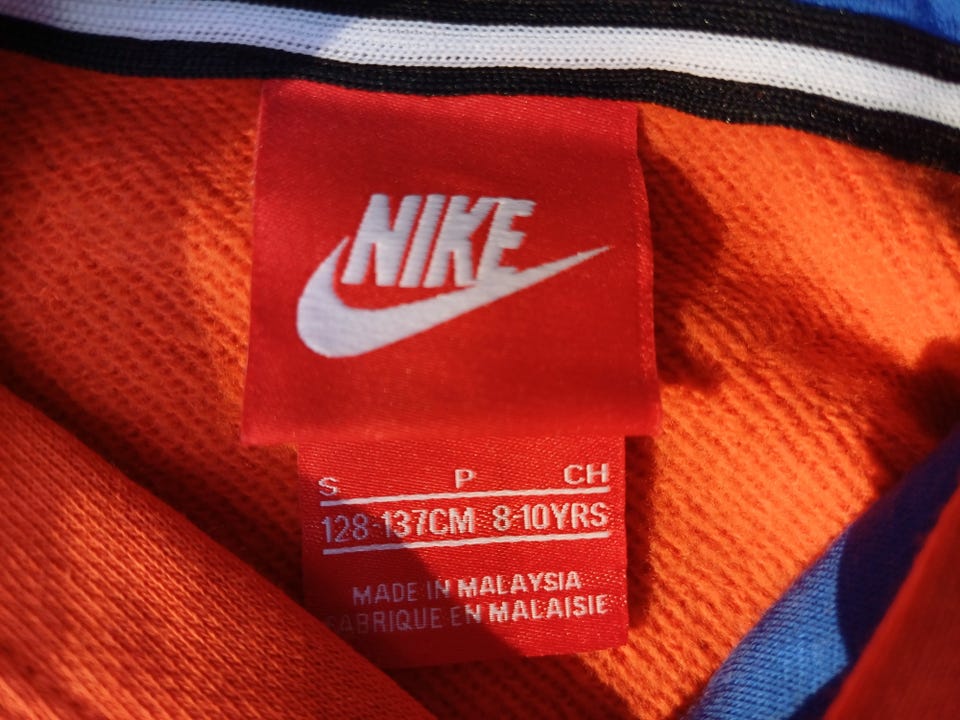 NIKE
S P CH
128-137CM 8-10YRS
MADE IN MALAYSIA
FABRIQUE EN MALAISIE